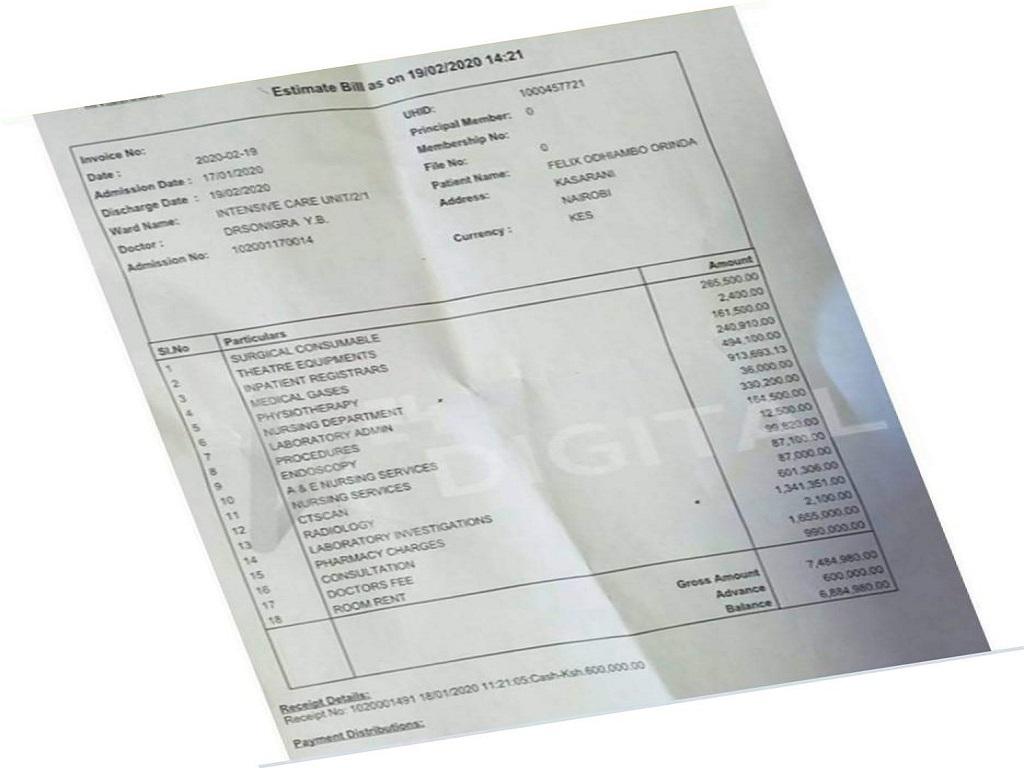 Estimate Bill as on 19/02/2020 14:21
Invoice No:
Date : 2020-02-19
Admission Date : 17/01/2020
Discharge Date : 19/02/2020
Ward Name: INTENSIVE CARE UNIT/2/1
Doctor : DRSONIGRA Y.B.
Admission No: 102001170014
UHID: 1000457721
Principal Member: 0
Membership No:
File No: 0
Patient Name: FELIX ODHIAMBO ORINDA
Address: KASARANI
NAIROBI
Currency : KES
Sl.No Particulars Amount
1 SURGICAL CONSUMABLE 265,500.00
2 THEATRE EQUIPMENTS 2,400.00
3 INPATIENT REGISTRARS 161,500.00
4 MEDICAL GASES 240,910.00
5 PHYSIOTHERAPY 494,100.00
6 NURSING DEPARTMENT 913,693.13
7 LABORATORY ADMIN 36,000.00
8 PROCEDURES 330,200.00
9 ENDOSCOPY 164,500.00
10 A & E NURSING SERVICES 12,500.00
11 NURSING SERVICES 99,820.00
12 CTSCAN 87,100.00
13 RADIOLOGY 87,000.00
14 LABORATORY INVESTIGATIONS 601,306.00
15 PHARMACY CHARGES 1,341,351.00
16 CONSULTATION 2,100.00
17 DOCTORS FEE 1,655,000.00
18 ROOM RENT 990,000.00
Gross Amount 7,484,980.00
Advance 600,000.00
Balance 6,884,980.00
Receipt Details:
Receipt No: 1020001491 18/01/2020 11:21:05:Cash-Ksh.600,000.00
Payment Distributions:
DIGITAL